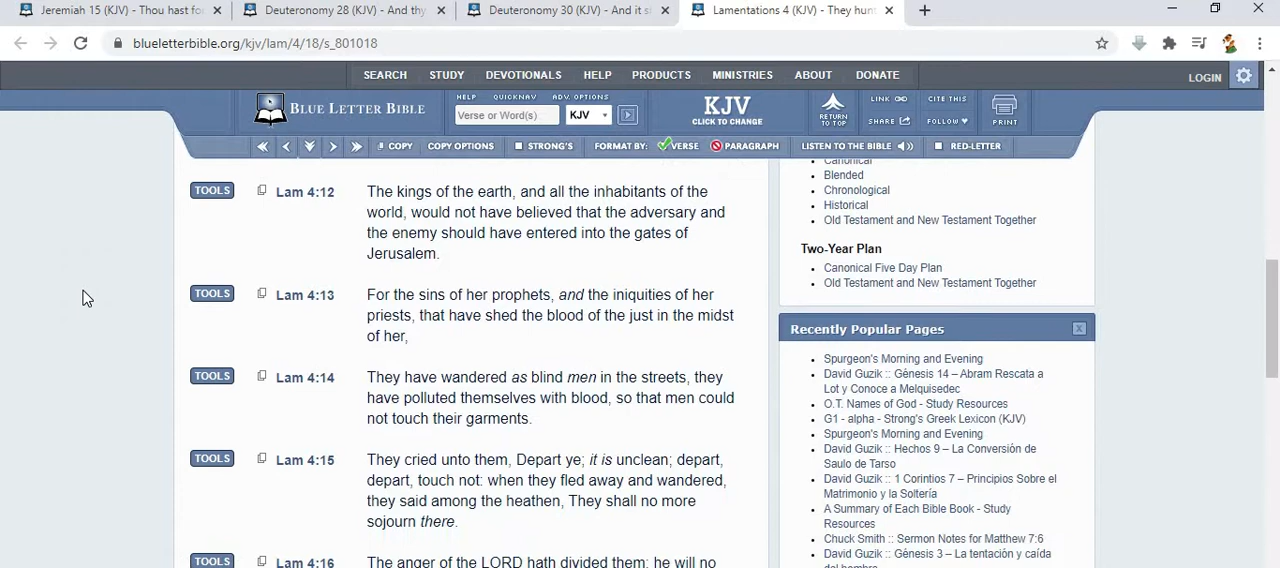 Jeremiah 15 (KJV) - Thou hast fo
Deuteronomy 28 (KJV) - And thy
Deuteronomy 30 (KJV) - And it s
Lamentations 4 (KJV) - They hun
blueletterbible.org/kjv/lam/4/18/s_801018
SEARCH STUDY DEVOTIONALS HELP PRODUCTS MINISTRIES ABOUT DONATE
LOGIN
BLUE LETTER BIBLE
HELP QUICKNAV ADV. OPTIONS
Verse or Word(s) KJV
KJV
CLICK TO CHANGE
RETURN
TO TOP
LINK CITE THIS
SHARE FOLLOW
PRINT
COPY COPY OPTIONS STRONG'S FORMAT BY: VERSE PARAGRAPH LISTEN TO THE BIBLE RED-LETTER
TOOLS Lam 4:12 The kings of the earth, and all the inhabitants of the
world, would not have believed that the adversary and
the enemy should have entered into the gates of
Jerusalem.
TOOLS Lam 4:13 For the sins of her prophets, and the iniquities of her
priests, that have shed the blood of the just in the midst
of her,
TOOLS Lam 4:14 They have wandered as blind men in the streets, they
have polluted themselves with blood, so that men could
not touch their garments.
TOOLS Lam 4:15 They cried unto them, Depart ye; it is unclean; depart,
depart, touch not: when they fled away and wandered,
they said among the heathen, They shall no more
sojourn there.
TOOLS Lam 4:16 The anger of the LORD hath divided them; he will no
Canonical
Blended
Chronological
Historical
Old Testament and New Testament Together
Two-Year Plan
Canonical Five Day Plan
Old Testament and New Testament Together
Recently Popular Pages
Spurgeon's Morning and Evening
David Guzik :: Génesis 14 – Abram Rescata a
Lot y Conoce a Melquisedec
O.T. Names of God - Study Resources
G1 - alpha - Strong's Greek Lexicon (KJV)
Spurgeon's Morning and Evening
David Guzik :: Hechos 9 – La Conversión de
Saulo de Tarso
David Guzik :: 1 Corintios 7 – Principios Sobre el
Matrimonio y la Soltería
A Summary of Each Bible Book - Study
Resources
Chuck Smith :: Sermon Notes for Matthew 7:6
David Guzik :: Génesis 3 – La tentación y caída
del hombre